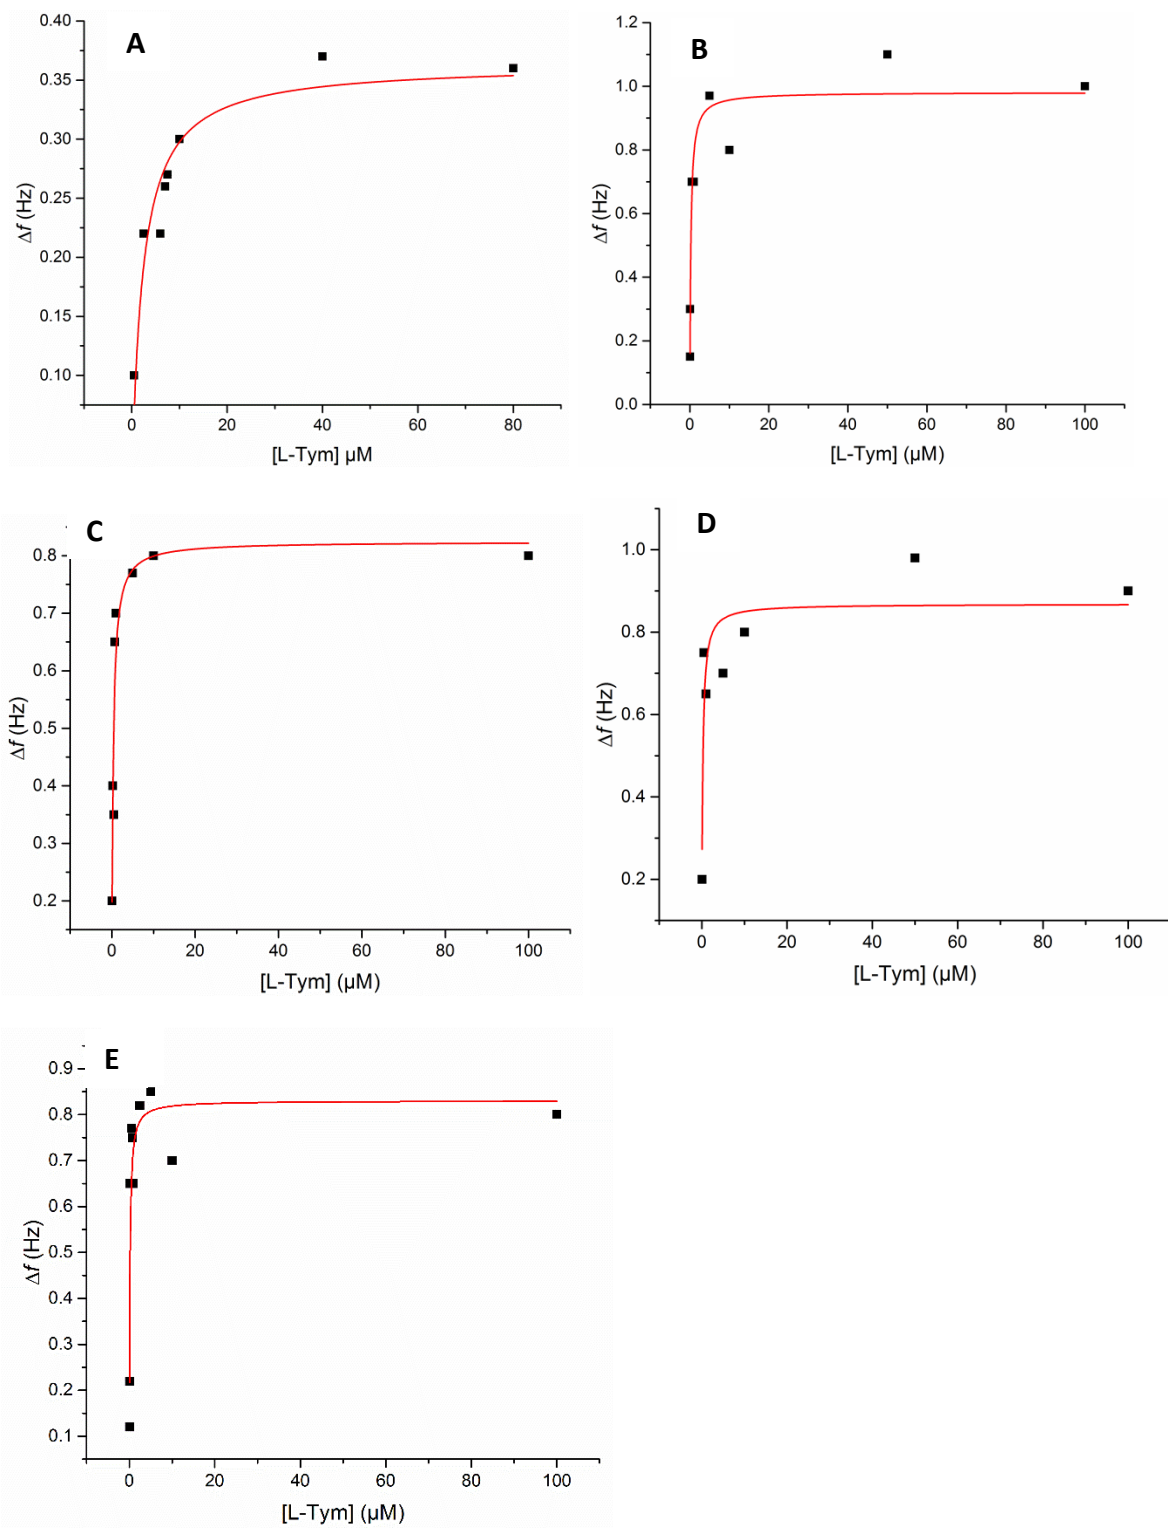 A
0.40
0.35
0.30
0.25
0.20
0.15
0.10
Δf (Hz)
0 20 40 60 80
[L-Tym] µM
B
1.2
1.0
0.8
0.6
0.4
0.2
0.0
Δf (Hz)
0 20 40 60 80 100
[L-Tym] (µM)
C
0.8
0.7
0.6
0.5
0.4
0.3
0.2
Δf (Hz)
0 20 40 60 80 100
[L-Tym] (µM)
D
1.0
0.8
0.6
0.4
0.2
Δf (Hz)
0 20 40 60 80 100
[L-Tym] (µM)
E
0.9
0.8
0.7
0.6
0.5
0.4
0.3
0.2
0.1
Δf (Hz)
0 20 40 60 80 100
[L-Tym] (µM)